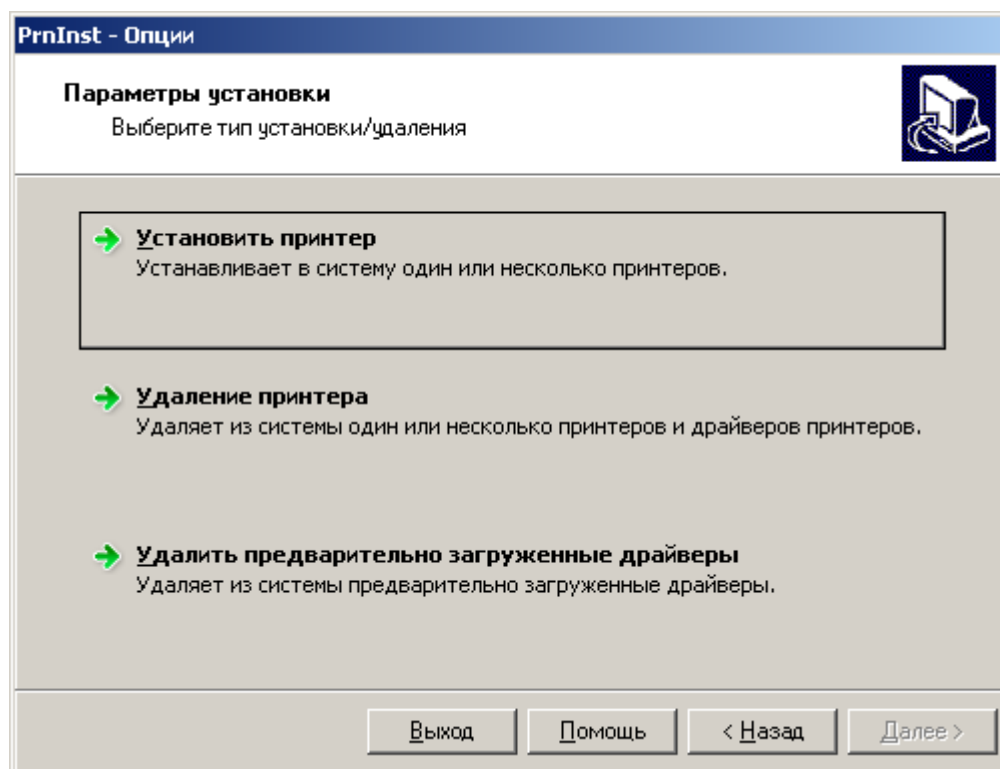 PrnInst - Опции
Параметры установки
Выберите тип установки/удаления
Установить принтер
Устанавливает в систему один или несколько принтеров.
Удаление принтера
Удаляет из системы один или несколько принтеров и драйверов принтеров.
Удалить предварительно загруженные драйверы
Удаляет из системы предварительно загруженные драйверы.
Выход Помощь < Назад Далее >